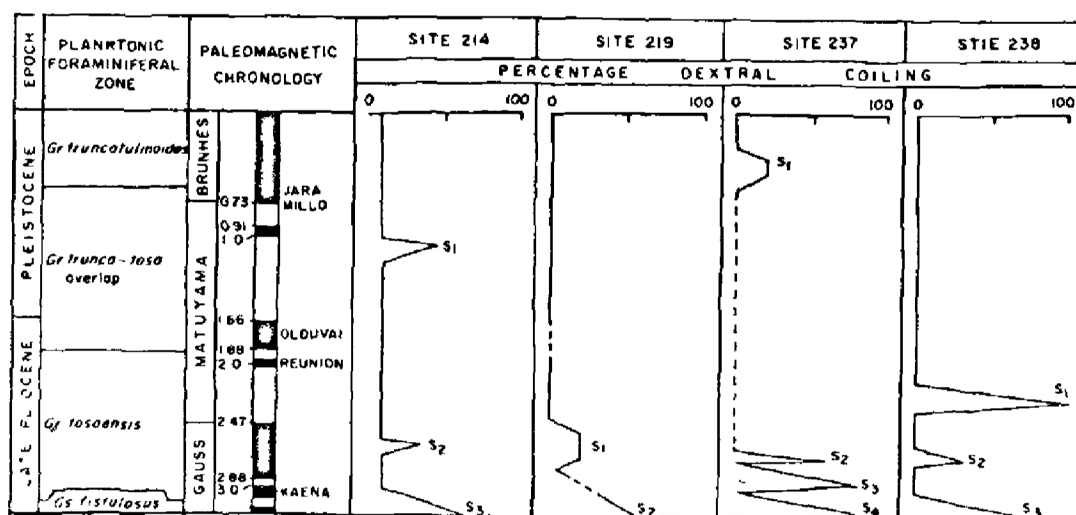 EPOCH
PLANKTONIC
FORAMINIFERAL
ZONE
PALEOMAGNETIC
CHRONOLOGY
SITE 214
SITE 219
SITE 237
STIE 238
PERCENTAGE DEXTRAL COILING
0 100
0 100
0 100
0 100
PLEISTOCENE
LATE PLIOCENE
Gr truncatulinoides
Gr trunca-tosa
overlap
Gr tosaensis
Gs fistulosus
BRUNHES
MATUYAMA
GAUSS
0.73
0.91
1.0
1.66
1.88
2.0
2.47
2.88
3.0
JARA
MILLO
OLDUVAI
REUNION
KAENA
S1
S2
S3
S1
S2
S1
S2
S3
S4
S1
S2
S3